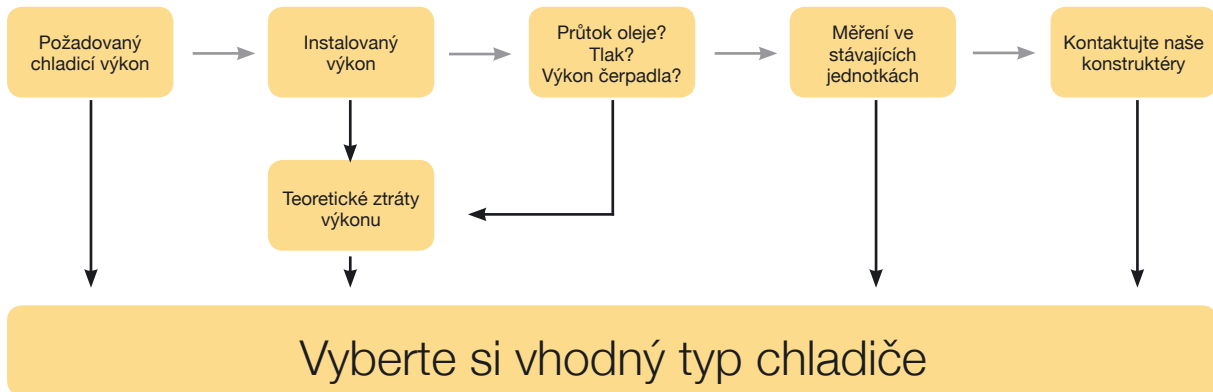 Požadovaný
chladicí výkon
Instalovaný
výkon
Průtok oleje?
Tlak?
Výkon čerpadla?
Měření ve
stávajících
jednotkách
Kontaktujte naše
konstruktéry
Teoretické ztráty
výkonu
Vyberte si vhodný typ chladiče